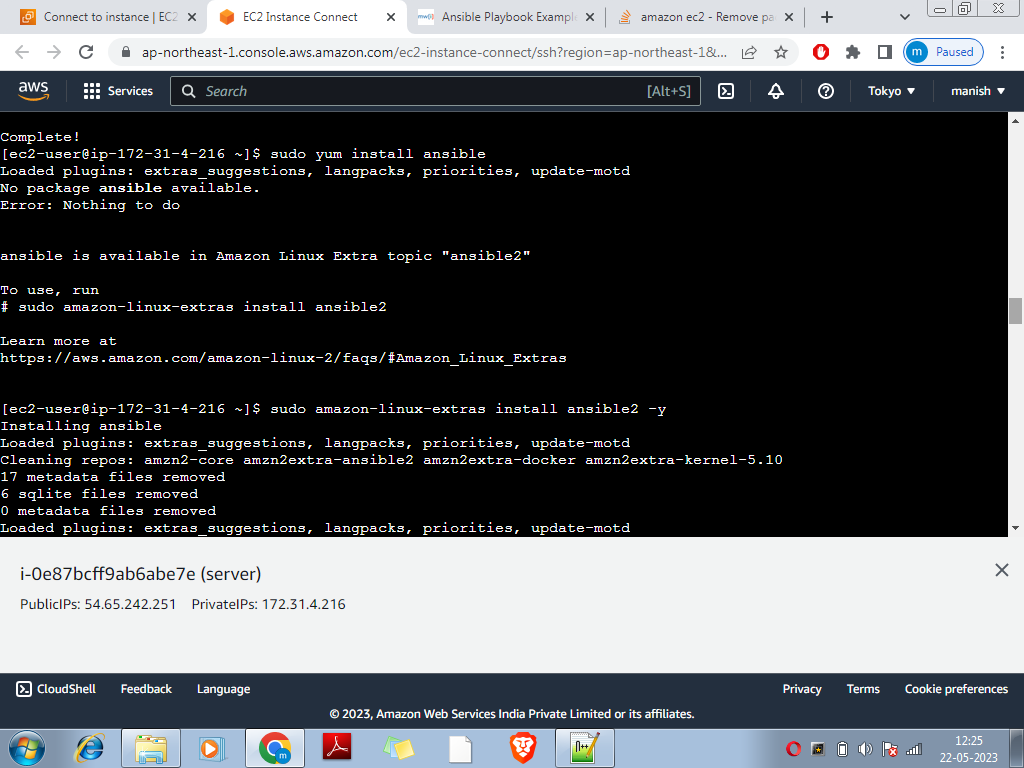 Connect to instance | EC2
EC2 Instance Connect
Ansible Playbook Example
amazon ec2 - Remove pa
ap-northeast-1.console.aws.amazon.com/ec2-instance-connect/ssh?region=ap-northeast-1&...
m Paused
aws
Services
Search
[Alt+S]
Tokyo
manish
Complete!
[ec2-user@ip-172-31-4-216 ~]$ sudo yum install ansible
Loaded plugins: extras_suggestions, langpacks, priorities, update-motd
No package ansible available.
Error: Nothing to do
ansible is available in Amazon Linux Extra topic "ansible2"
To use, run
# sudo amazon-linux-extras install ansible2
Learn more at
https://aws.amazon.com/amazon-linux-2/faqs/#Amazon_Linux_Extras
[ec2-user@ip-172-31-4-216 ~]$ sudo amazon-linux-extras install ansible2 -y
Installing ansible
Loaded plugins: extras_suggestions, langpacks, priorities, update-motd
Cleaning repos: amzn2-core amzn2extra-ansible2 amzn2extra-docker amzn2extra-kernel-5.10
17 metadata files removed
6 sqlite files removed
0 metadata files removed
Loaded plugins: extras_suggestions, langpacks, priorities, update-motd
i-0e87bcff9ab6abe7e (server)
PublicIPs: 54.65.242.251 PrivateIPs: 172.31.4.216
CloudShell
Feedback
Language
Privacy
Terms
Cookie preferences
© 2023, Amazon Web Services India Private Limited or its affiliates.
12:25
22-05-2023